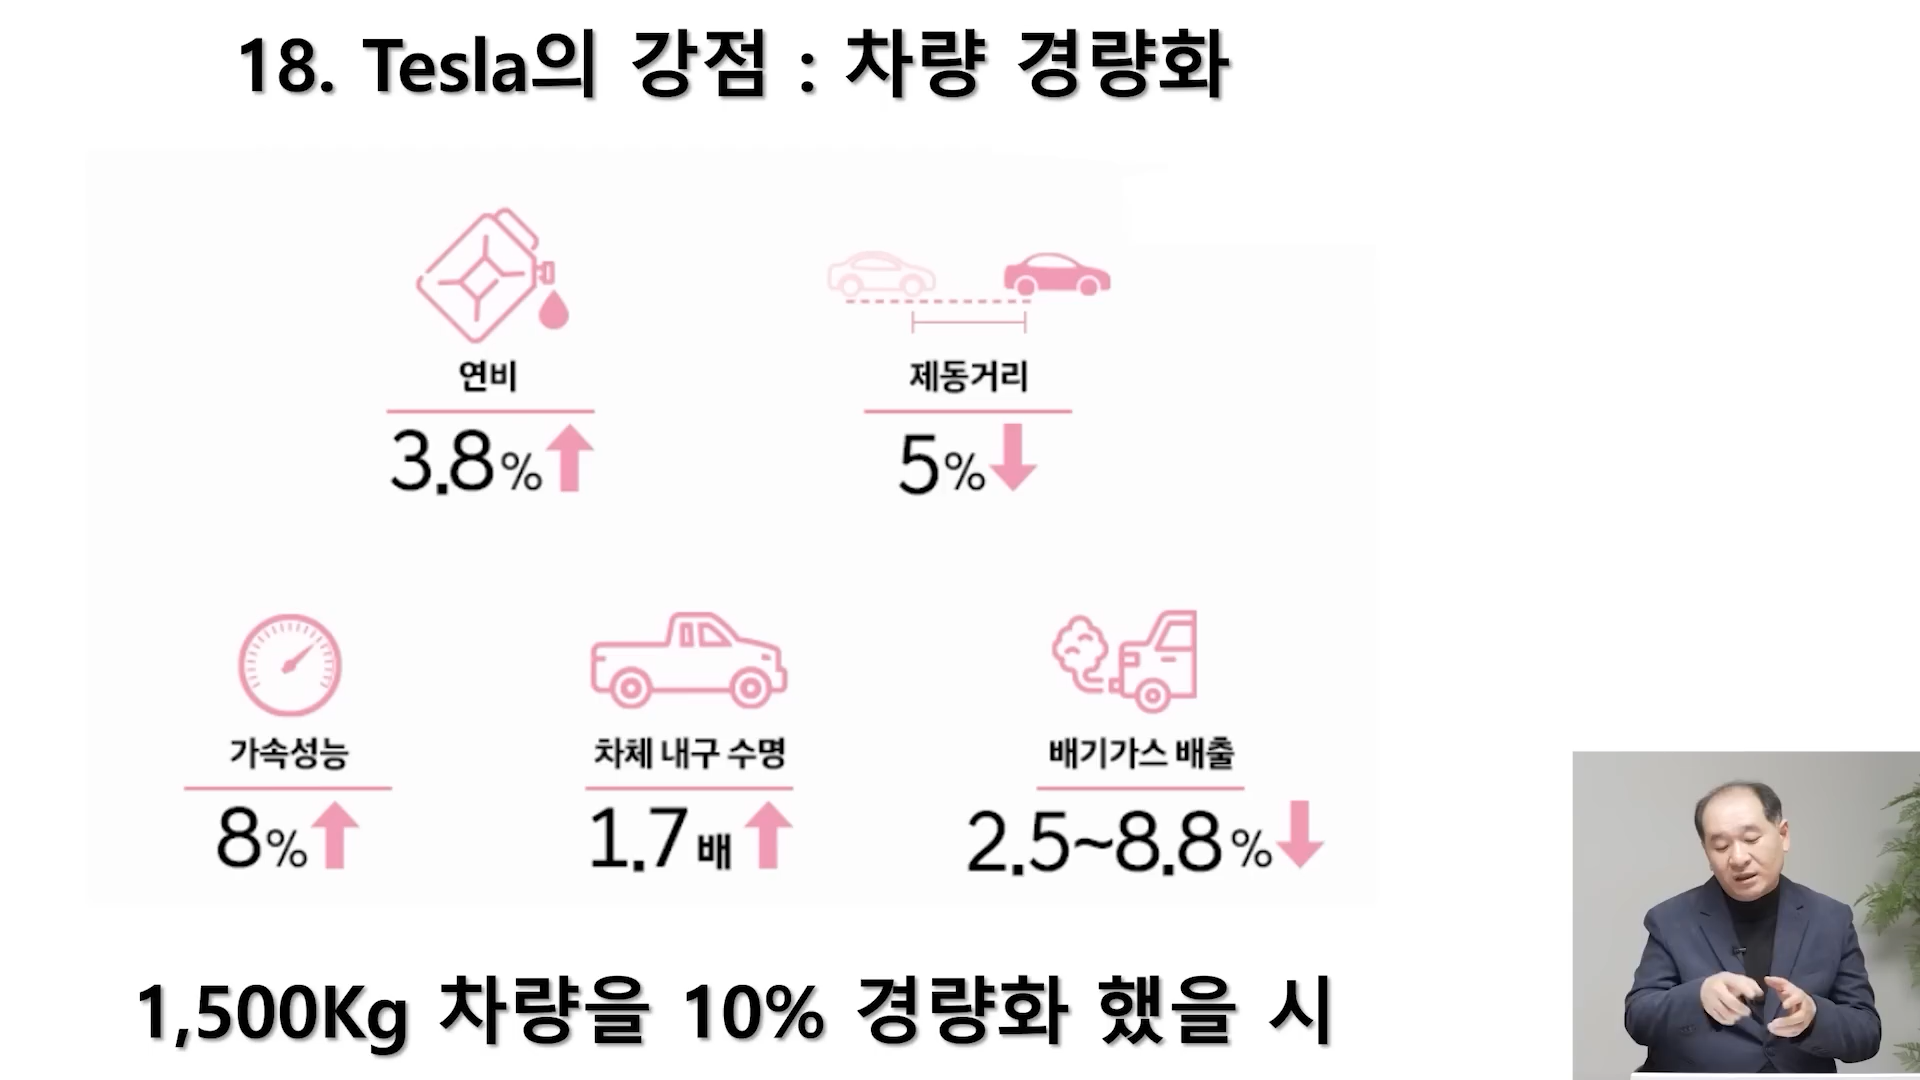 18. Tesla의 강점 : 차량 경량화
연비
3.8%
제동거리
5%
가속성능
8%
차체 내구 수명
1.7배
배기가스 배출
2.5~8.8%
1,500Kg 차량을 10% 경량화 했을 시